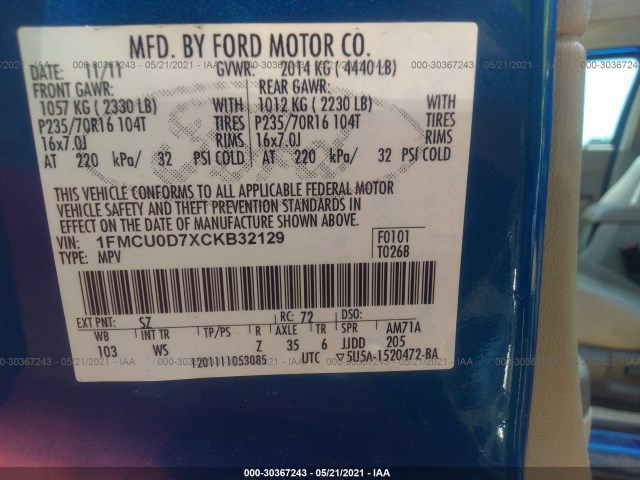 MFD. BY FORD MOTOR CO.
DATE: 11/11 GVWR: 2014 KG ( 4440 LB)
FRONT GAWR: REAR GAWR:
1057 KG ( 2330 LB) WITH 1012 KG ( 2230 LB) WITH
P235/70R16 104T TIRES P235/70R16 104T TIRES
16x7.0J RIMS 16x7.0J RIMS
AT 220 kPa/ 32 PSI COLD AT 220 kPa/ 32 PSI COLD
THIS VEHICLE CONFORMS TO ALL APPLICABLE FEDERAL MOTOR
VEHICLE SAFETY AND THEFT PREVENTION STANDARDS IN
EFFECT ON THE DATE OF MANUFACTURE SHOWN ABOVE.
VIN: 1FMCU0D7XCKB32129 F0101
TYPE: MPV T0268
EXT PNT: SZ RC: 72 DSO:
WB INT TR TP/PS R AXLE TR SPR AM71A
103 WS Z 35 6 JJDD 205
1201111053085 UTC ▽5U5A-1520472-BA
000-30367243 - 05/21/2021 - IAA